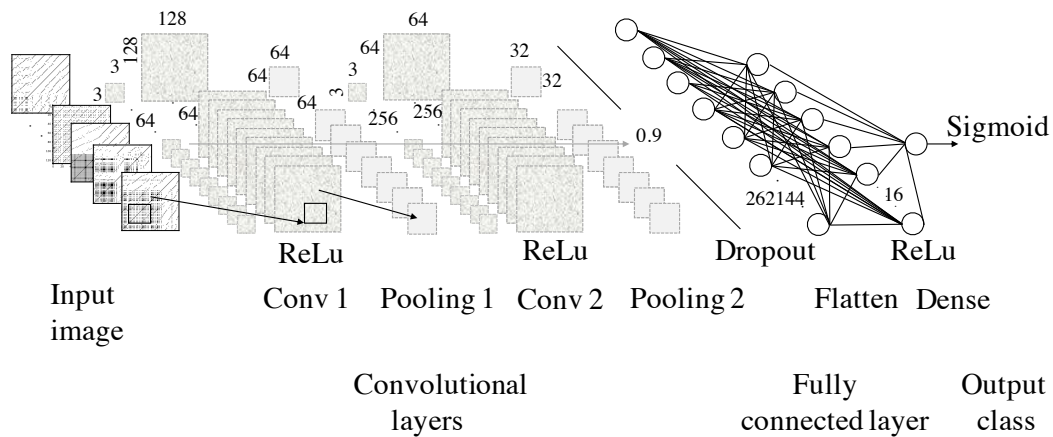 128
128
3
3
64
64
64
64
64
64
64
3
3
256
256
32
32
0.9
262144
16
Sigmoid
Dropout
ReLu
ReLu
ReLu
Input
image
Conv 1
Pooling 1
Conv 2
Pooling 2
Flatten
Dense
Convolutional
layers
Fully
connected layer
Output
class